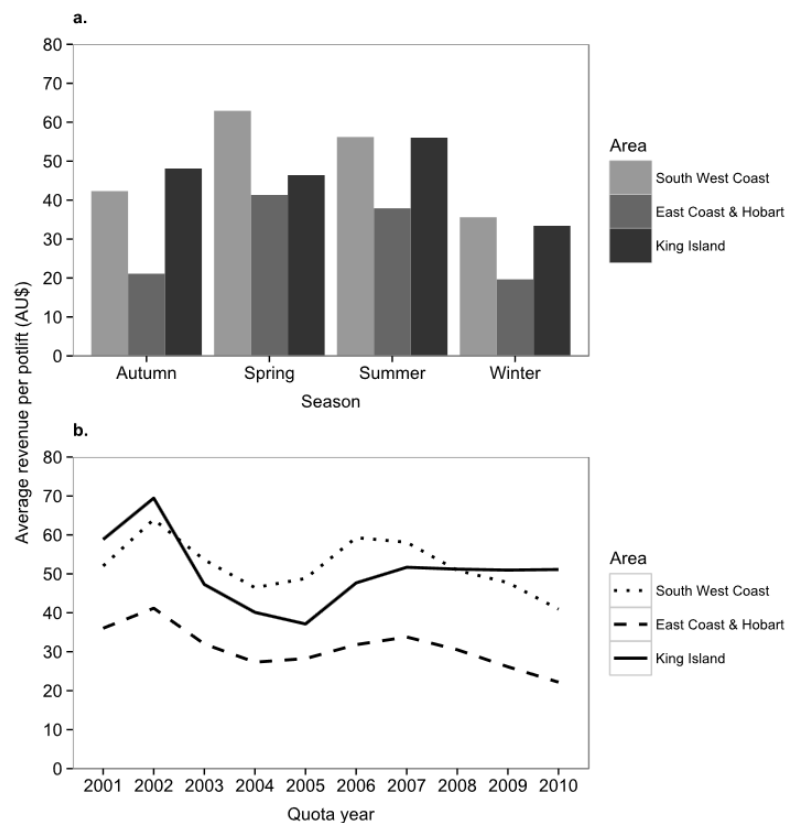 a.
80
70
60
50
40
30
20
10
0
Autumn Spring Summer Winter
Season
Area
South West Coast
East Coast & Hobart
King Island
Average revenue per potlift (AU$)
b.
80
70
60
50
40
30
20
10
0
2001 2002 2003 2004 2005 2006 2007 2008 2009 2010
Quota year
Area
South West Coast
East Coast & Hobart
King Island